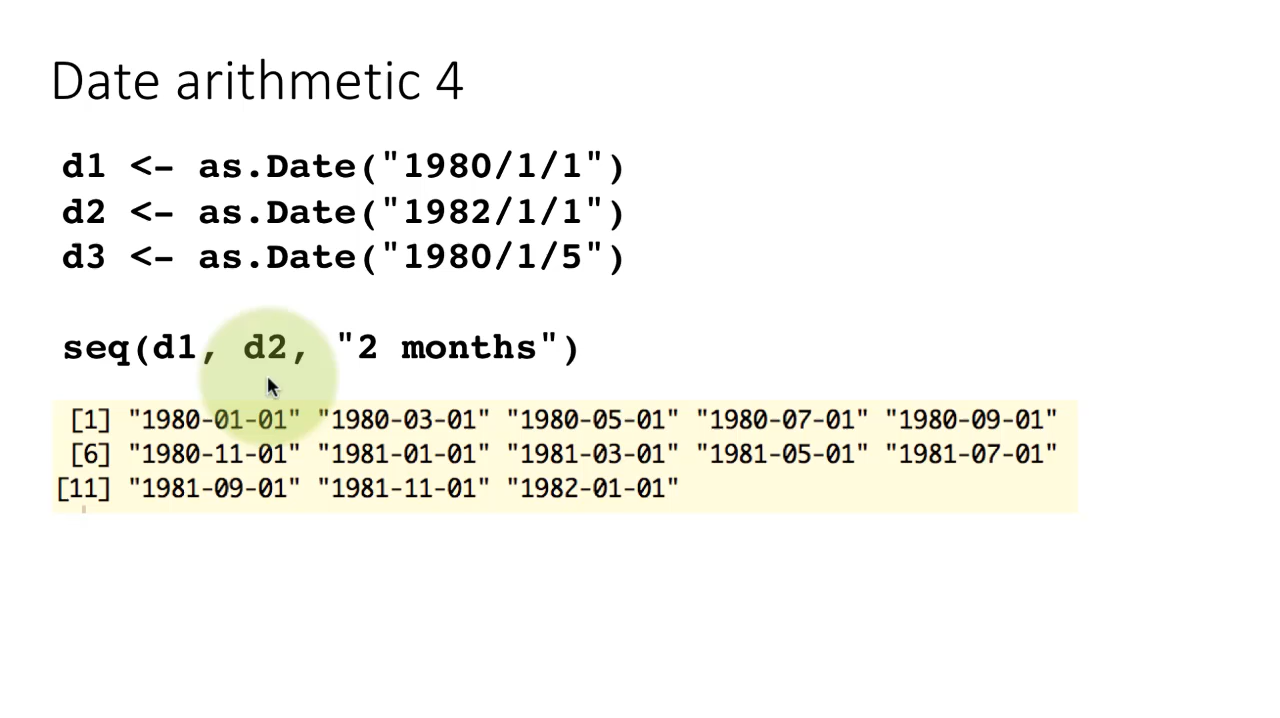 Date arithmetic 4
d1 <- as.Date("1980/1/1")
d2 <- as.Date("1982/1/1")
d3 <- as.Date("1980/1/5")
seq(d1, d2, "2 months")
[1] "1980-01-01" "1980-03-01" "1980-05-01" "1980-07-01" "1980-09-01"
[6] "1980-11-01" "1981-01-01" "1981-03-01" "1981-05-01" "1981-07-01"
[11] "1981-09-01" "1981-11-01" "1982-01-01"